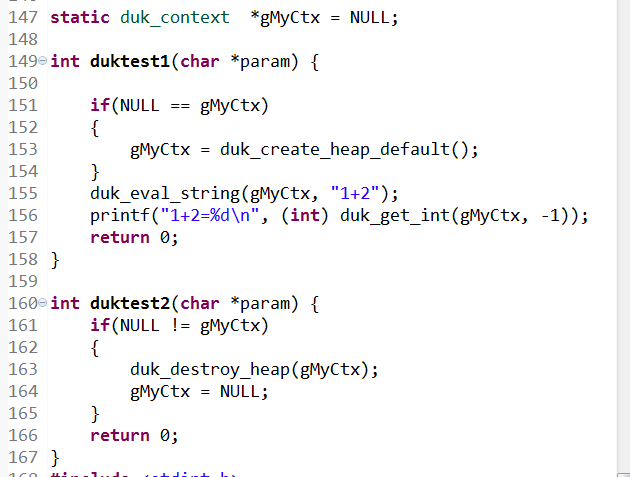 147 static duk_context  *gMyCtx = NULL;
148
149 int duktest1(char *param) {
150
151     if(NULL == gMyCtx)
152     {
153         gMyCtx = duk_create_heap_default();
154     }
155     duk_eval_string(gMyCtx, "1+2");
156     printf("1+2=%d\n", (int) duk_get_int(gMyCtx, -1));
157     return 0;
158 }
159
160 int duktest2(char *param) {
161     if(NULL != gMyCtx)
162     {
163         duk_destroy_heap(gMyCtx);
164         gMyCtx = NULL;
165     }
166     return 0;
167 }
168 #include <stdint.h>